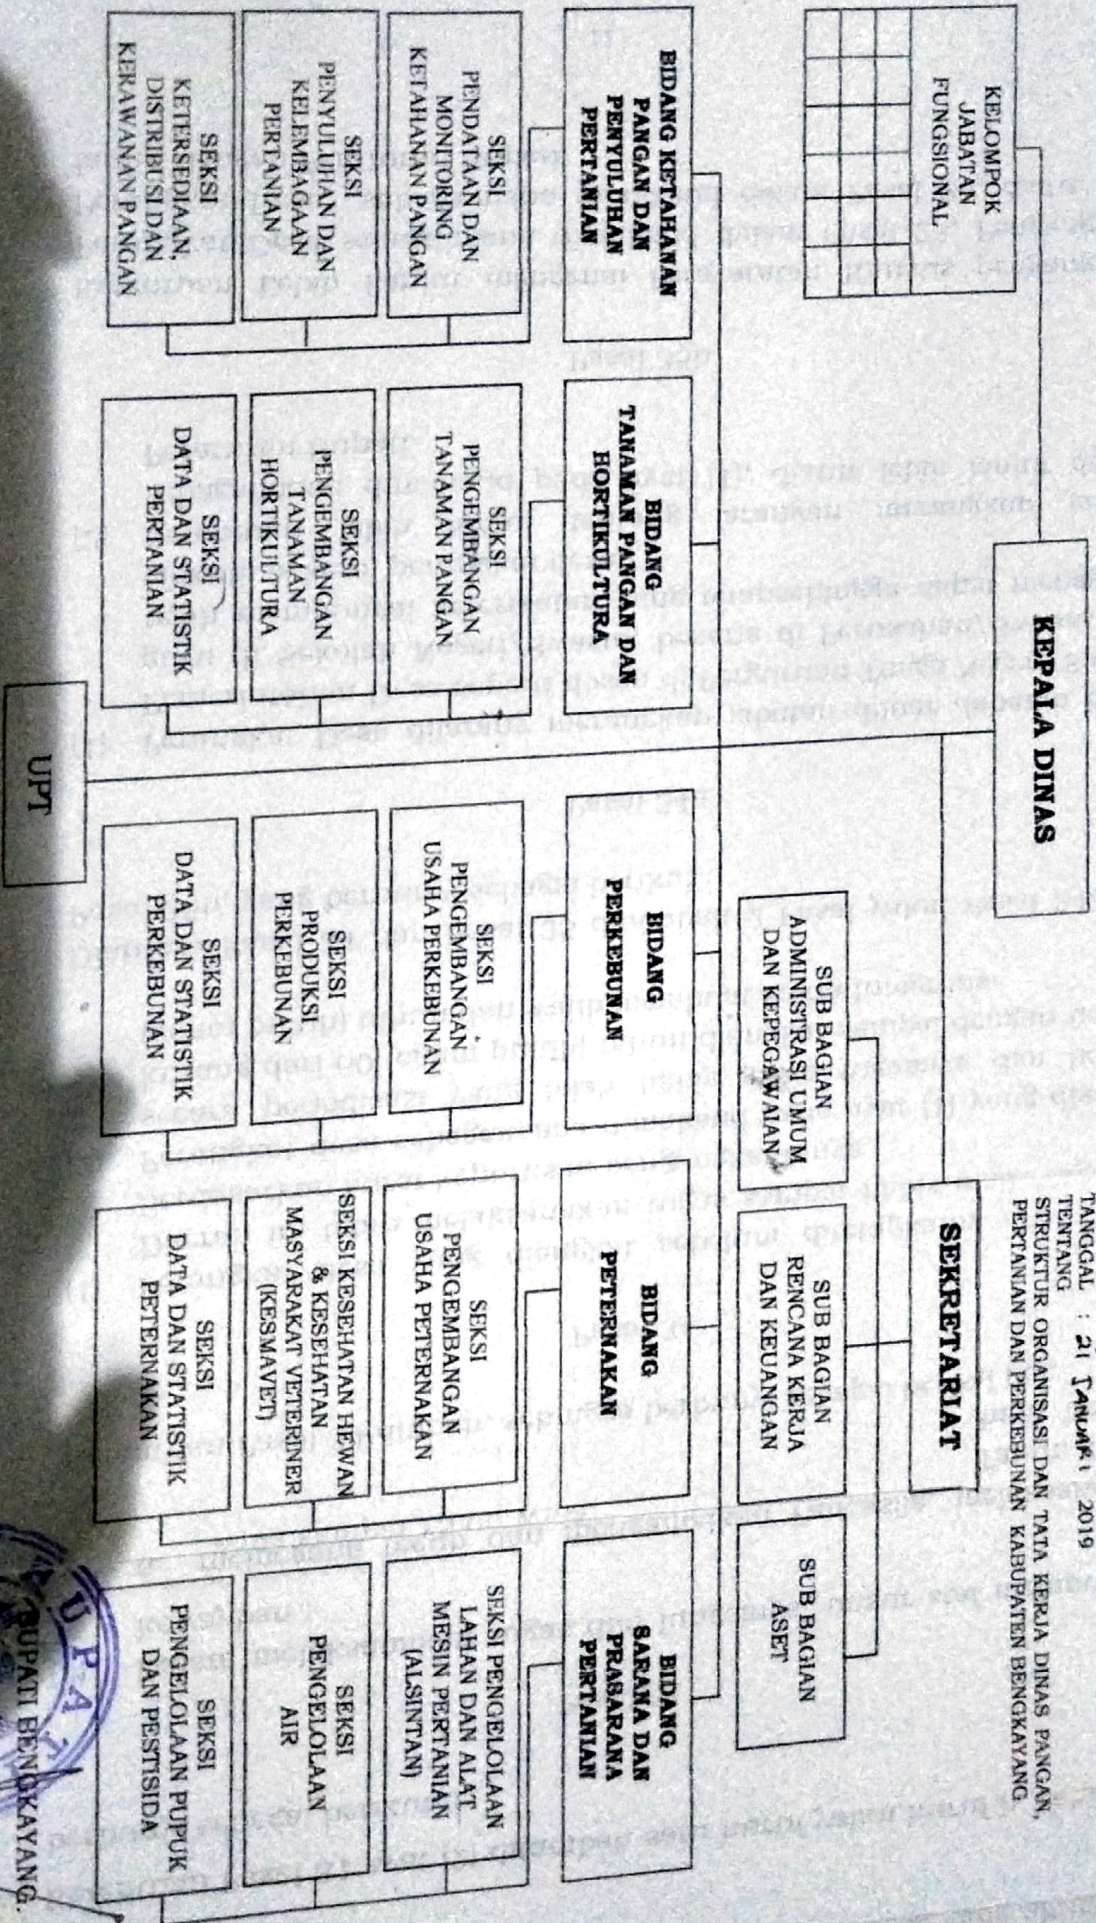 TANGGAL : 21 JANUARI 2019
TENTANG
STRUKTUR ORGANISASI DAN TATA KERJA DINAS PANGAN,
PERTANIAN DAN PERKEBUNAN KABUPATEN BENGKAYANG
KEPALA DINAS
KELOMPOK
JABATAN
FUNGSIONAL
SEKRETARIAT
SUB BAGIAN
ADMINISTRASI UMUM
DAN KEPEGAWAIAN
SUB BAGIAN
RENCANA KERJA
DAN KEUANGAN
SUB BAGIAN
ASET
BIDANG KETAHANAN
PANGAN DAN
PENYULUHAN
PERTANIAN
BIDANG
TANAMAN PANGAN DAN
HORTIKULTURA
BIDANG
PERKEBUNAN
BIDANG
PETERNAKAN
BIDANG
SARANA DAN
PRASARANA
PERTANIAN
SEKSI
PENDATAAN DAN
MONITORING
KETAHANAN PANGAN
SEKSI
PENGEMBANGAN
TANAMAN PANGAN
SEKSI
PENGEMBANGAN
USAHA PERKEBUNAN
SEKSI
PENGEMBANGAN
USAHA PETERNAKAN
SEKSI PENGELOLAAN
LAHAN DAN ALAT
MESIN PERTANIAN
(ALSINTAN)
SEKSI
PENYULUHAN DAN
KELEMBAGAAN
PERTANIAN
SEKSI
PENGEMBANGAN
TANAMAN
HORTIKULTURA
SEKSI
PRODUKSI
PERKEBUNAN
SEKSI KESEHATAN HEWAN
& KESEHATAN
MASYARAKAT VETERINER
(KESMAVET)
SEKSI
PENGELOLAAN
AIR
SEKSI
KETERSEDIAAN,
DISTRIBUSI DAN
KERAWANAN PANGAN
SEKSI
DATA DAN STATISTIK
PERTANIAN
SEKSI
DATA DAN STATISTIK
PERKEBUNAN
SEKSI
DATA DAN STATISTIK
PETERNAKAN
SEKSI
PENGELOLAAN PUPUK
DAN PESTISIDA
UPT
BUPATI BENGKAYANG.
UPAT